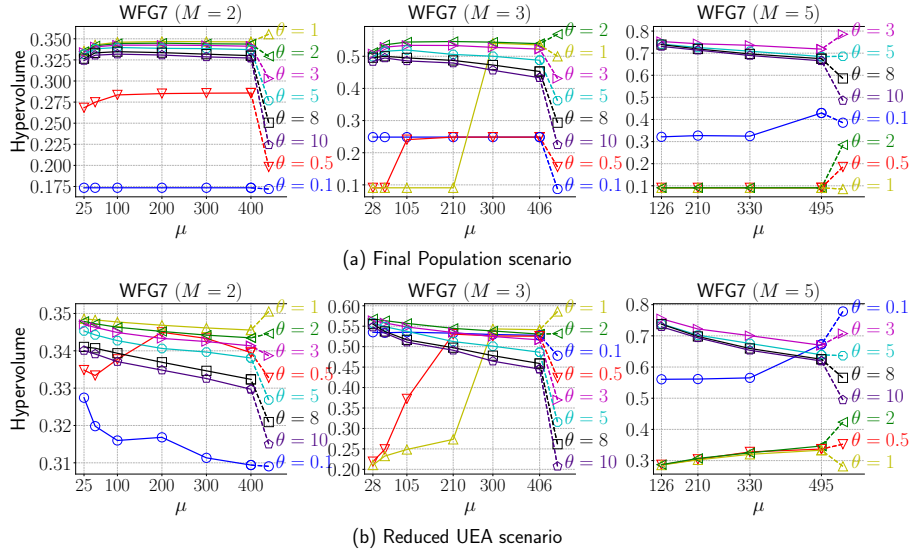 WFG7 (M = 2)
Hypervolume
0.350
0.325
0.300
0.275
0.250
0.225
0.200
0.175
25
100
200
300
400
μ
θ = 1
θ = 2
θ = 3
θ = 5
θ = 8
θ = 10
θ = 0.5
θ = 0.1
WFG7 (M = 3)
0.5
0.4
0.3
0.2
0.1
28
105
210
300
406
μ
θ = 2
θ = 1
θ = 3
θ = 5
θ = 8
θ = 10
θ = 0.5
θ = 0.1
WFG7 (M = 5)
0.8
0.7
0.6
0.5
0.4
0.3
0.2
0.1
126
210
330
495
μ
θ = 3
θ = 5
θ = 8
θ = 10
θ = 0.1
θ = 2
θ = 0.5
θ = 1
(a) Final Population scenario
WFG7 (M = 2)
Hypervolume
0.35
0.34
0.33
0.32
0.31
25
100
200
300
400
μ
θ = 1
θ = 2
θ = 3
θ = 0.5
θ = 5
θ = 8
θ = 10
θ = 0.1
WFG7 (M = 3)
0.60
0.55
0.50
0.45
0.40
0.35
0.30
0.25
0.20
28
105
210
300
406
μ
θ = 1
θ = 2
θ = 0.1
θ = 0.5
θ = 3
θ = 5
θ = 8
θ = 10
WFG7 (M = 5)
0.8
0.7
0.6
0.5
0.4
0.3
126
210
330
495
μ
θ = 0.1
θ = 3
θ = 5
θ = 8
θ = 10
θ = 2
θ = 0.5
θ = 1
(b) Reduced UEA scenario